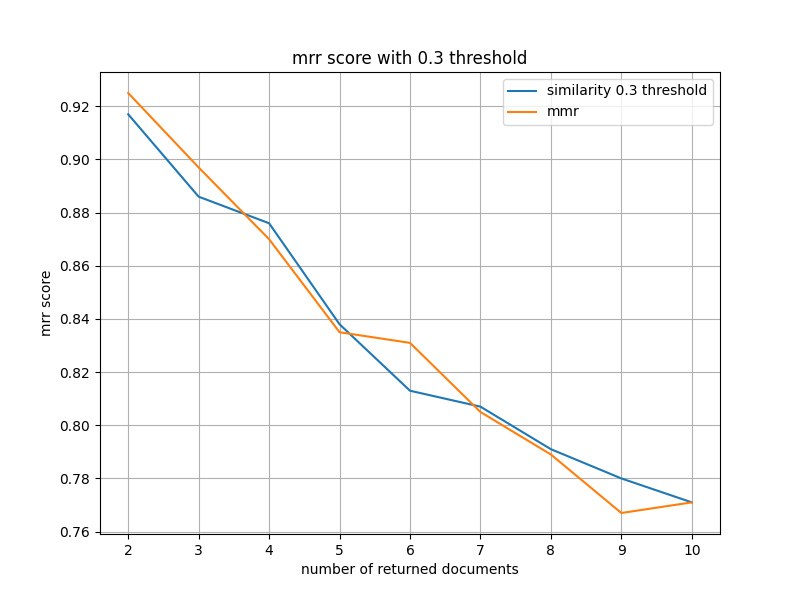 mrr score with 0.3 threshold
similarity 0.3 threshold
mmr
mrr score
0.92
0.90
0.88
0.86
0.84
0.82
0.80
0.78
0.76
2 3 4 5 6 7 8 9 10
number of returned documents